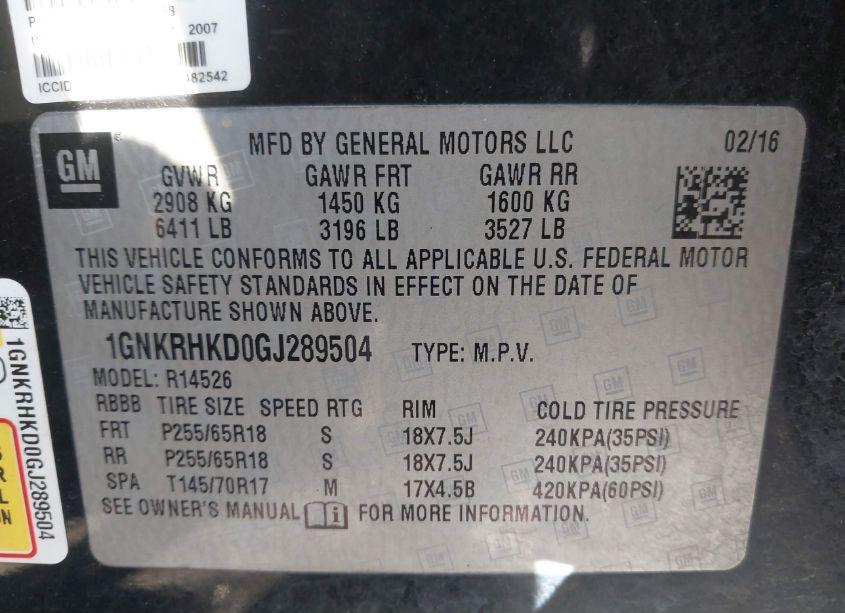 2007
ICCID
382542
GM
MFD BY GENERAL MOTORS LLC 02/16
GVWR GAWR FRT GAWR RR
2908 KG 1450 KG 1600 KG
6411 LB 3196 LB 3527 LB
THIS VEHICLE CONFORMS TO ALL APPLICABLE U.S. FEDERAL MOTOR
VEHICLE SAFETY STANDARDS IN EFFECT ON THE DATE OF
MANUFACTURE SHOWN ABOVE.
1GNKRHKD0GJ289504 TYPE: M.P.V.
MODEL: R14526
RBBB TIRE SIZE SPEED RTG RIM COLD TIRE PRESSURE
FRT P255/65R18 S 18X7.5J 240KPA(35PSI)
RR P255/65R18 S 18X7.5J 240KPA(35PSI)
SPA T145/70R17 M 17X4.5B 420KPA(60PSI)
SEE OWNER'S MANUAL i FOR MORE INFORMATION.
1GNKRHKD0GJ289504